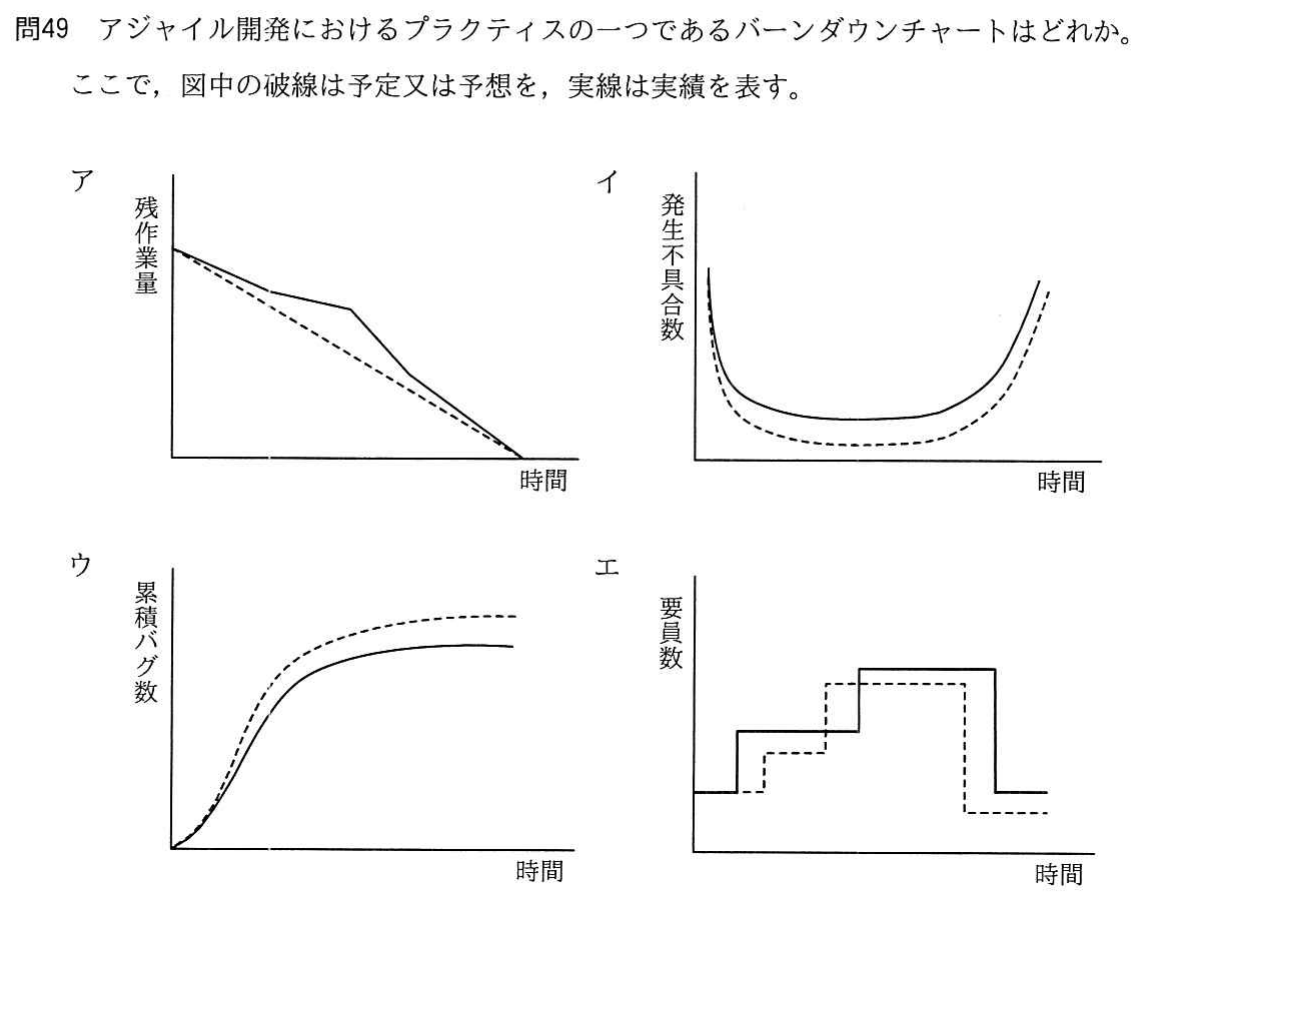 問49 アジャイル開発におけるプラクティスの一つであるバーンダウンチャートはどれか。
ここで，図中の破線は予定又は予想を，実線は実績を表す。
ア
残作業量
時間
イ
発生不具合数
時間
ウ
累積バグ数
時間
エ
要員数
時間